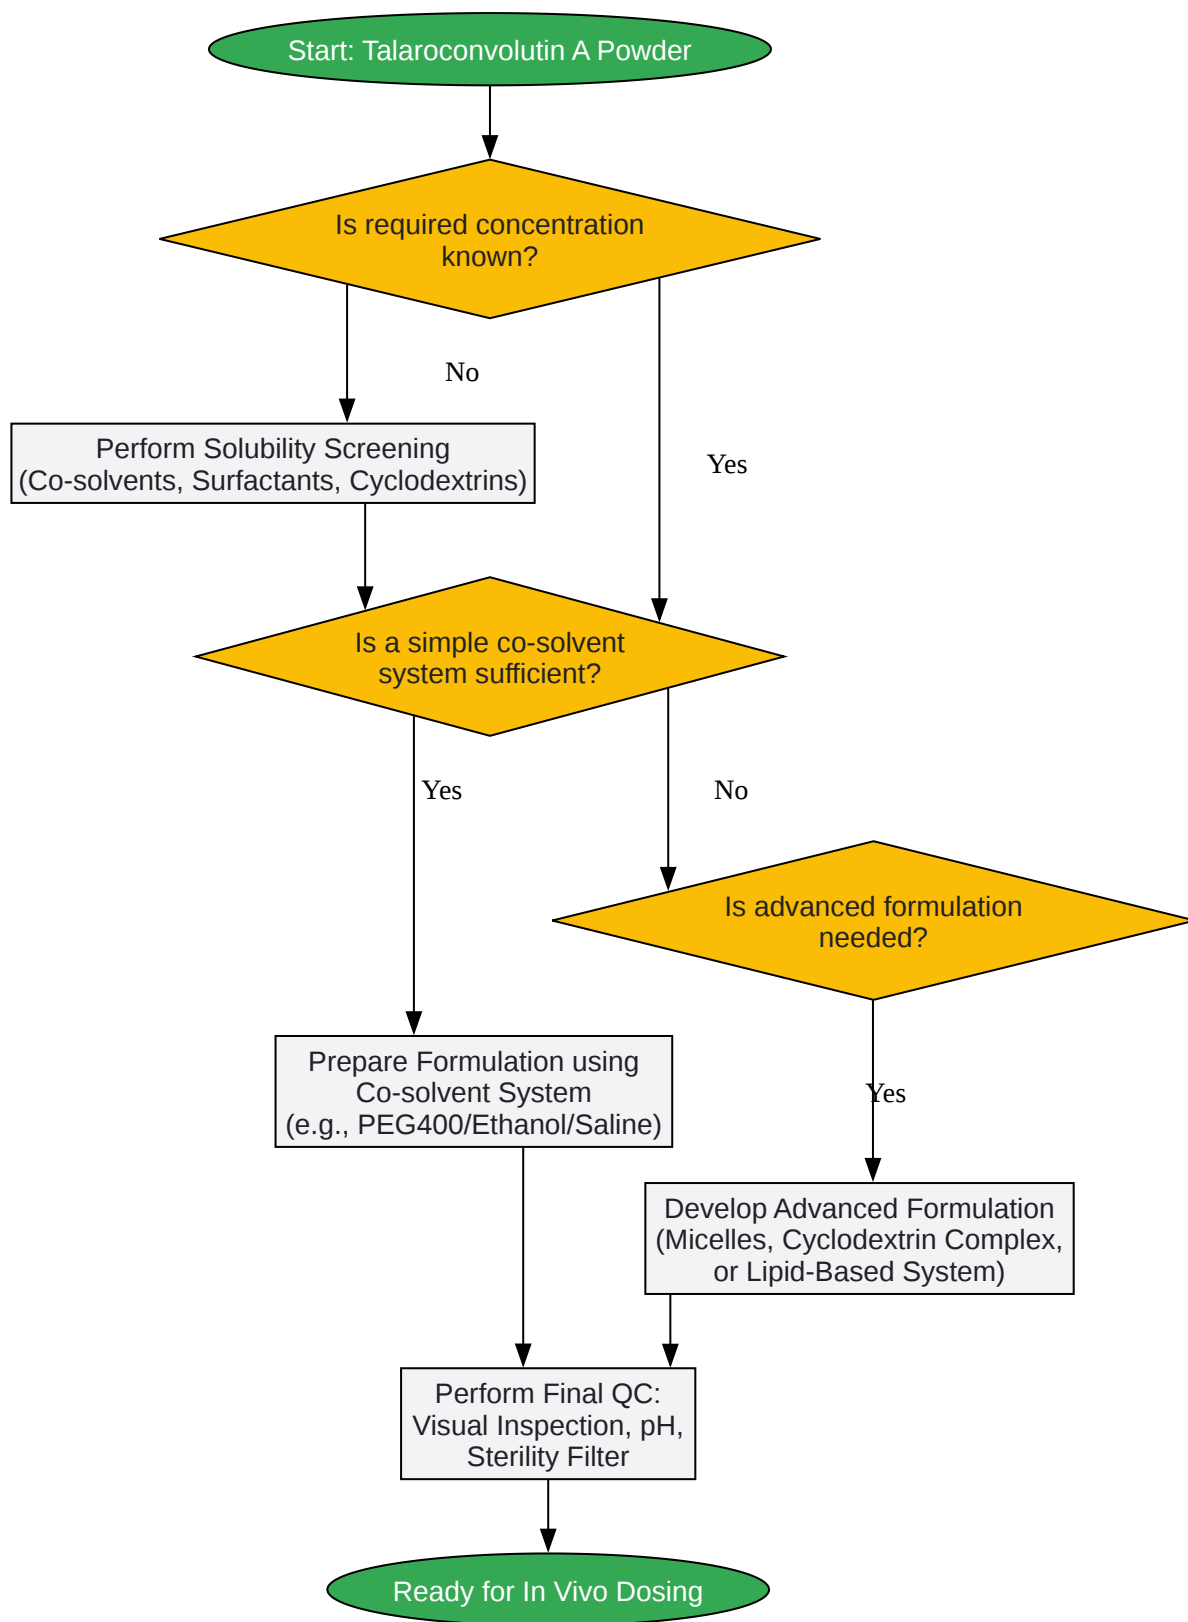 Start: Talaroconvolutin A Powder
Is required concentration
known?
No
Perform Solubility Screening
(Co-solvents, Surfactants, Cyclodextrins)
Yes
Is a simple co-solvent
system sufficient?
Yes
No
Is advanced formulation
needed?
Prepare Formulation using
Co-solvent System
(e.g., PEG400/Ethanol/Saline)
Yes
Develop Advanced Formulation
(Micelles, Cyclodextrin Complex,
or Lipid-Based System)
Perform Final QC:
Visual Inspection, pH,
Sterility Filter
Ready for In Vivo Dosing